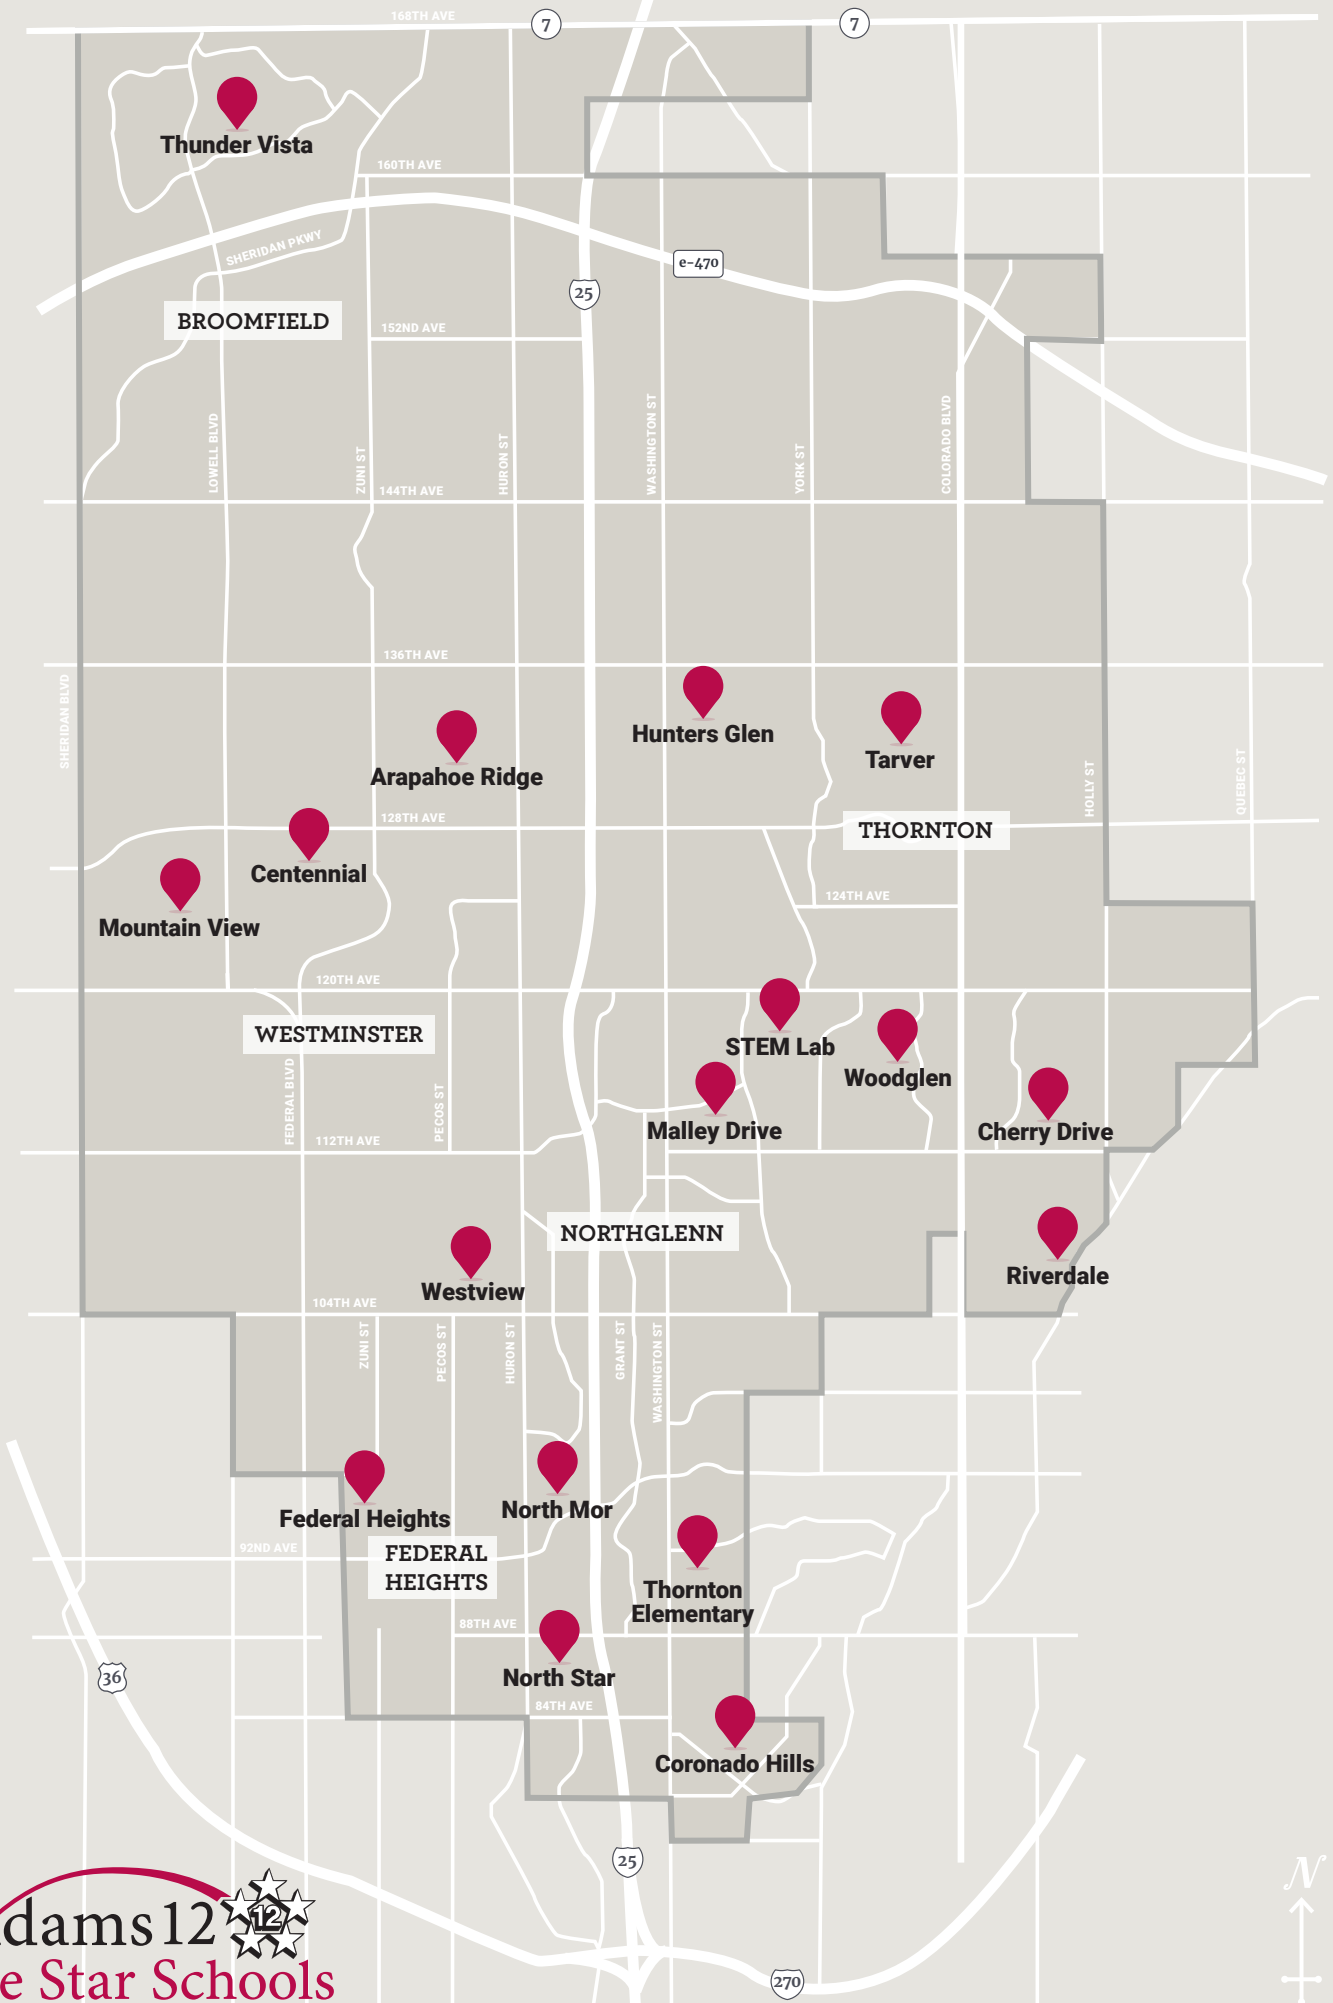 168TH AVE
7
7
Thunder Vista
160TH AVE
SHERIDAN PKWY
e-470
25
BROOMFIELD
152ND AVE
LOWELL BLVD
ZUNI ST
HURON ST
WASHINGTON ST
YORK ST
COLORADO BLVD
144TH AVE
136TH AVE
SHERIDAN BLVD
Hunters Glen
Tarver
Arapahoe Ridge
HOLLY ST
QUEBEC ST
128TH AVE
THORNTON
Centennial
124TH AVE
Mountain View
120TH AVE
WESTMINSTER
STEM Lab
Woodglen
FEDERAL BLVD
PECOS ST
Malley Drive
Cherry Drive
112TH AVE
NORTHGLENN
Riverdale
Westview
104TH AVE
ZUNI ST
PECOS ST
HURON ST
GRANT ST
WASHINGTON ST
Federal Heights
North Mor
92ND AVE
FEDERAL
HEIGHTS
Thornton
Elementary
88TH AVE
North Star
36
84TH AVE
Coronado Hills
25
N
dams12
12
e Star Schools
270